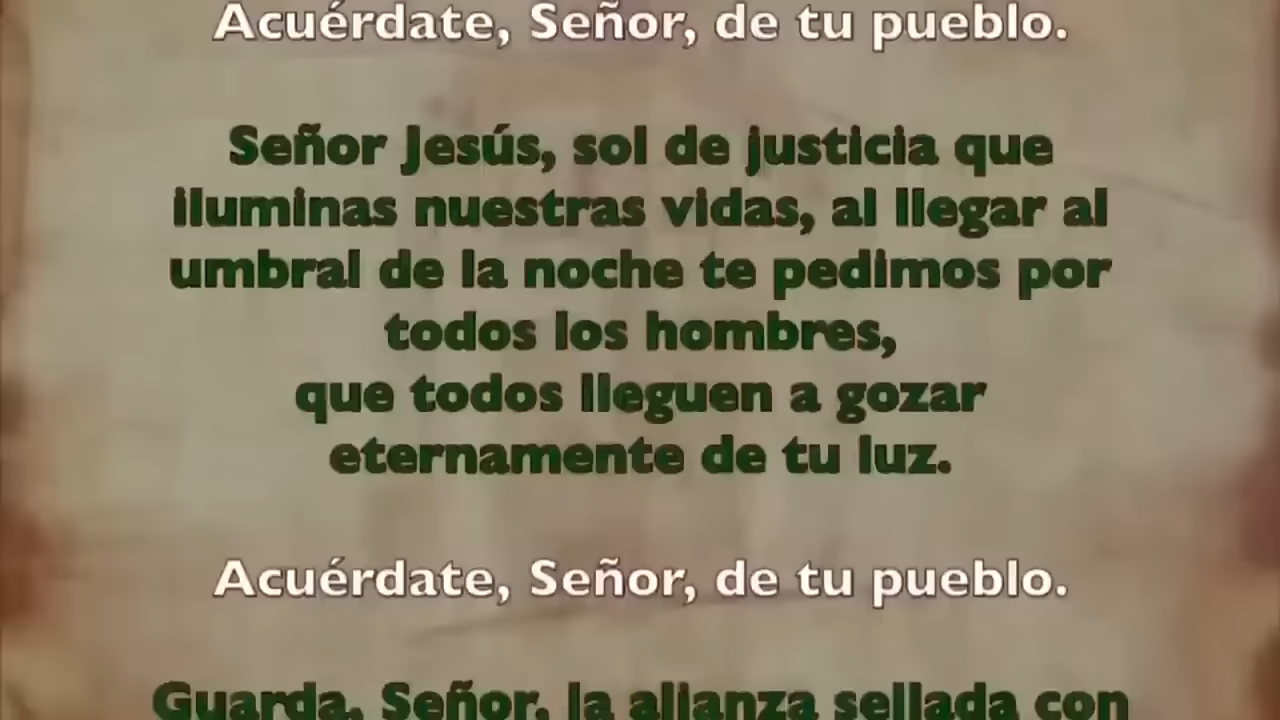 Acuérdate, Señor, de tu pueblo.
Señor Jesús, sol de justicia que
iluminas nuestras vidas, al llegar al
umbral de la noche te pedimos por
todos los hombres,
que todos lleguen a gozar
eternamente de tu luz.
Acuérdate, Señor, de tu pueblo.
Guarda, Señor, la alianza sellada con